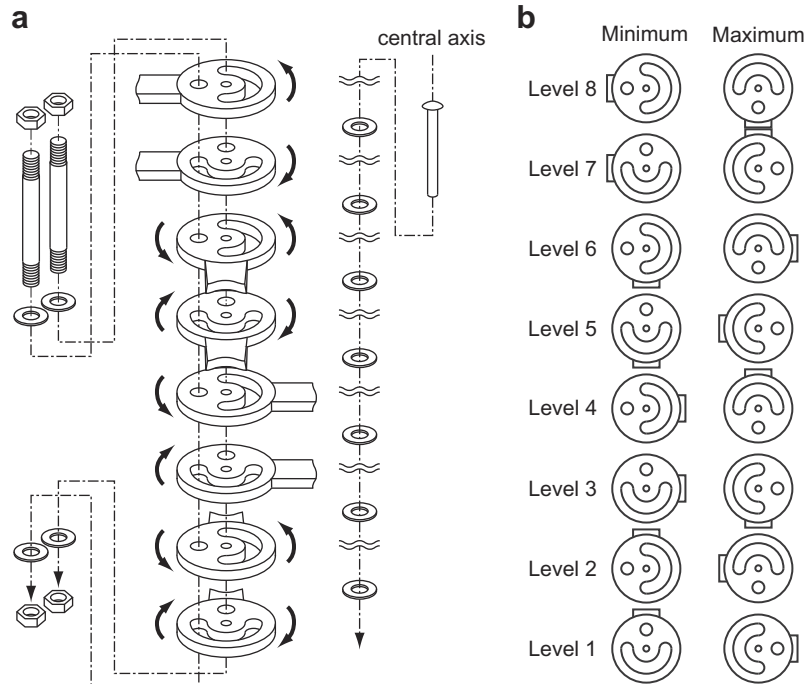 a
central axis
b
Minimum Maximum
Level 8
Level 7
Level 6
Level 5
Level 4
Level 3
Level 2
Level 1